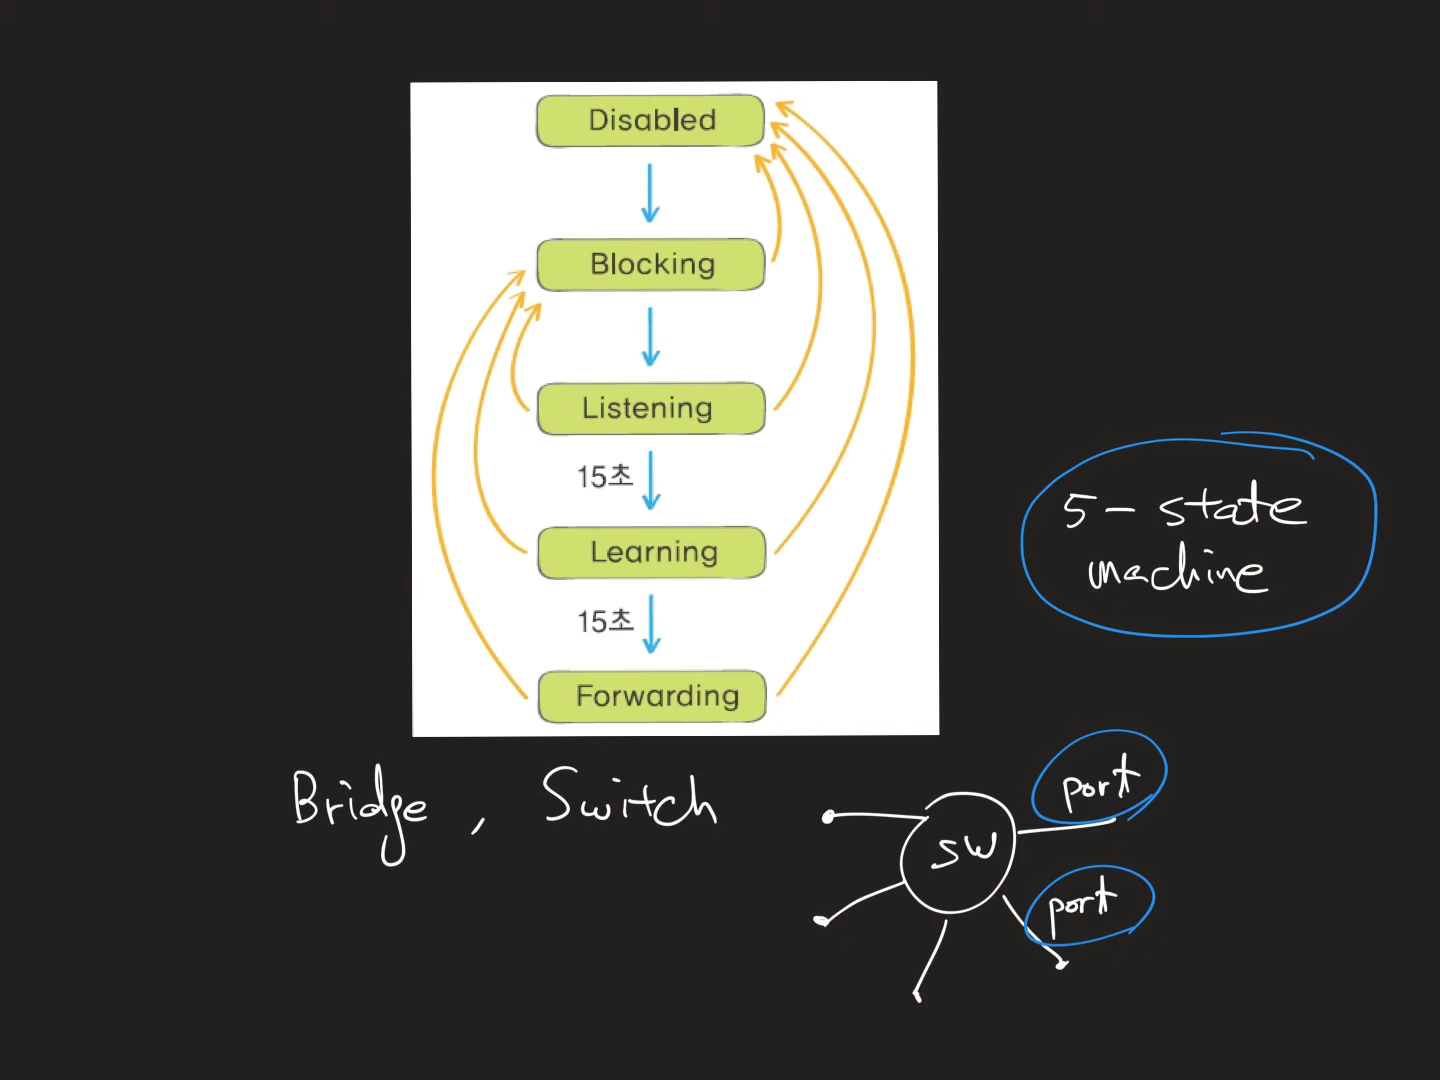 Disabled
Blocking
Listening
15초
Learning
15초
Forwarding
5 - state
machine
Bridge, Switch
SW
port
port